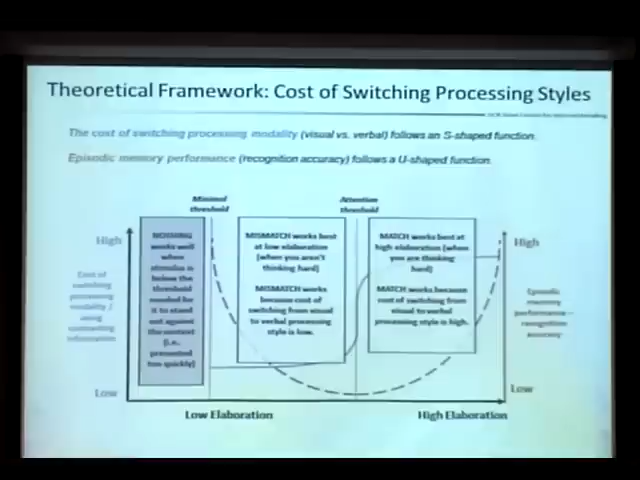 Theoretical Framework: Cost of Switching Processing Styles
The cost of switching processing modality (visual vs. verbal) follows an S-shaped function.
Episodic memory performance (recognition accuracy) follows a U-shaped function.
Minimal
threshold
Attention
threshold
High
Cost of
switching
processing
modality /
using
contrasting
information
Low
NOTHING
works well
when
stimulus is
below the
threshold
needed for
it to stand
out against
the context
(i.e.,
presented
too quickly)
MISMATCH works best
at low elaboration
(when you aren't
thinking hard)
MISMATCH works
because cost of
switching from visual
to verbal processing
style is low.
MATCH works best at
high elaboration (when
you are thinking
hard)
MATCH works because
cost of switching from
visual to verbal
processing style is high.
High
Episodic
memory
performance -
recognition
accuracy
Low
Low Elaboration
High Elaboration